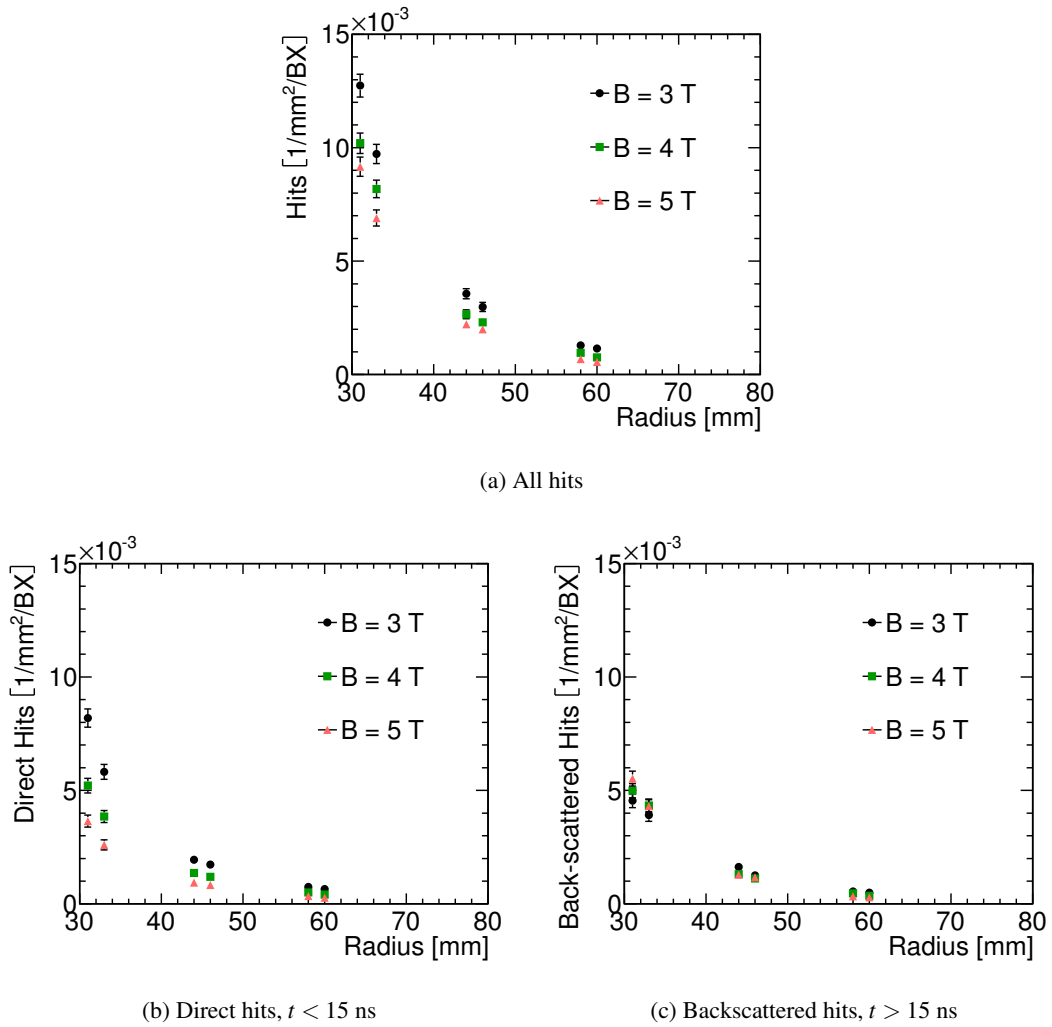 ×10⁻³
15
10
5
0
Hits [1/mm²/BX]
B = 3 T
B = 4 T
B = 5 T
30 40 50 60 70 80
Radius [mm]
(a) All hits
×10⁻³
15
10
5
0
Direct Hits [1/mm²/BX]
B = 3 T
B = 4 T
B = 5 T
30 40 50 60 70 80
Radius [mm]
(b) Direct hits, t < 15 ns
×10⁻³
15
10
5
0
Back-scattered Hits [1/mm²/BX]
B = 3 T
B = 4 T
B = 5 T
30 40 50 60 70 80
Radius [mm]
(c) Backscattered hits, t > 15 ns